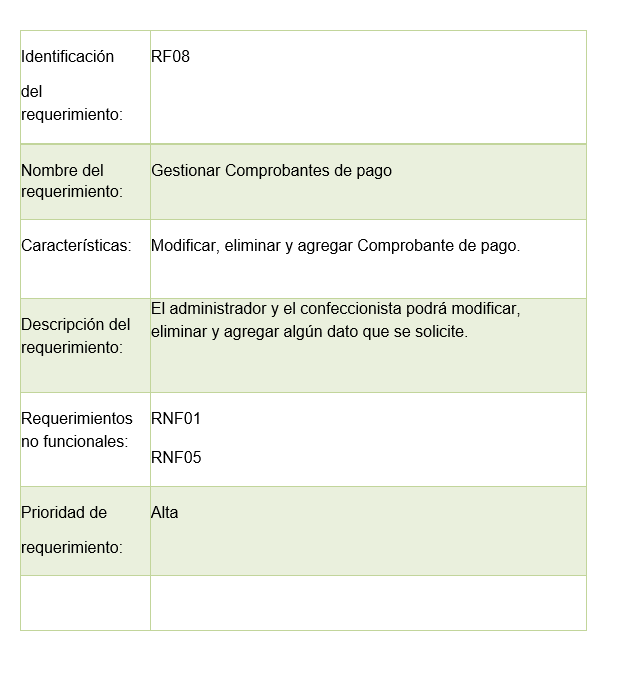 Identificación
del
requerimiento:
RF08
Nombre del
requerimiento:
Gestionar Comprobantes de pago
Características:
Modificar, eliminar y agregar Comprobante de pago.
Descripción del
requerimiento:
El administrador y el confeccionista podrá modificar,
eliminar y agregar algún dato que se solicite.
Requerimientos
no funcionales:
RNF01
RNF05
Prioridad de
requerimiento:
Alta